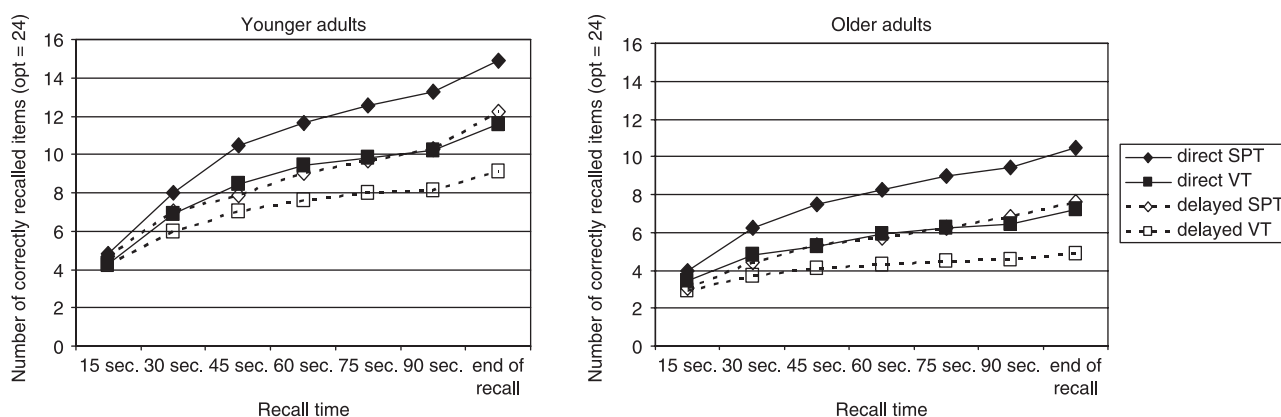 Younger adults
Number of correctly recalled items (opt = 24)
16
14
12
10
8
6
4
2
0
15 sec. 30 sec. 45 sec. 60 sec. 75 sec. 90 sec. end of
recall
Recall time
Older adults
Number of correctly recalled items (opt = 24)
16
14
12
10
8
6
4
2
0
15 sec. 30 sec. 45 sec. 60 sec. 75 sec. 90 sec. end of
recall
Recall time
direct SPT
direct VT
delayed SPT
delayed VT